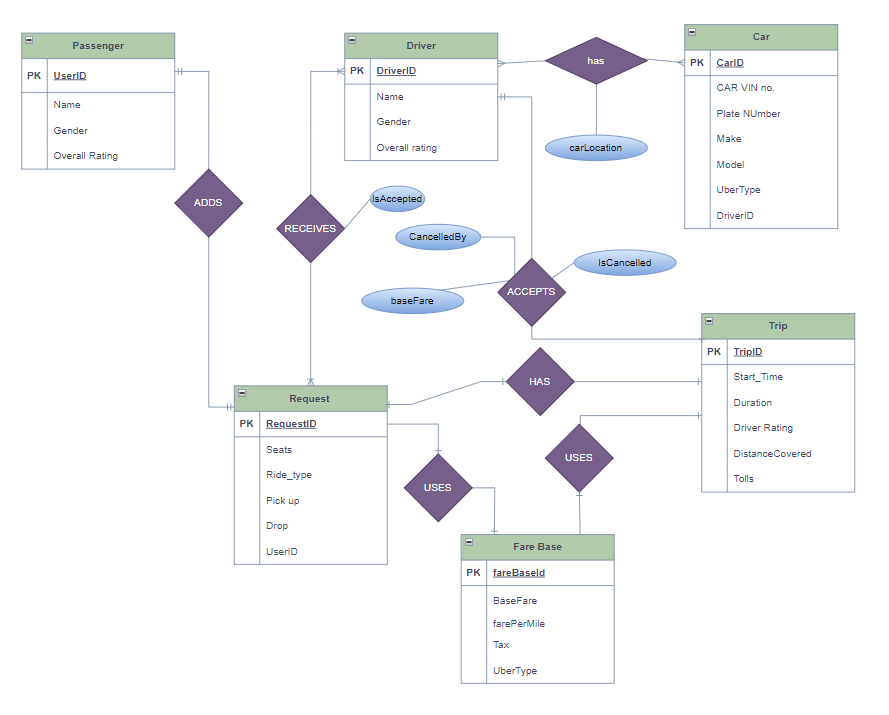 Passenger
PK UserID
Name
Gender
Overall Rating
Driver
PK DriverID
Name
Gender
Overall rating
has
carLocation
Car
PK CarID
CAR VIN no.
Plate NUmber
Make
Model
UberType
DriverID
ADDS
RECEIVES
IsAccepted
CancelledBy
baseFare
ACCEPTS
IsCancelled
Trip
PK TripID
Start_Time
Duration
Driver Rating
DistanceCovered
Tolls
HAS
Request
PK RequestID
Seats
Ride_type
Pick up
Drop
UserID
USES
USES
Fare Base
PK fareBaseId
BaseFare
farePerMile
Tax
UberType